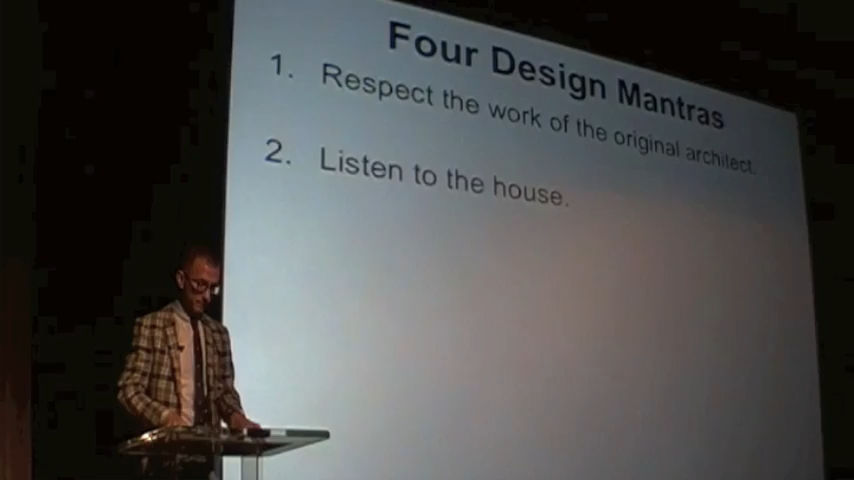 Four Design Mantras
1. Respect the work of the original architect.
2. Listen to the house.